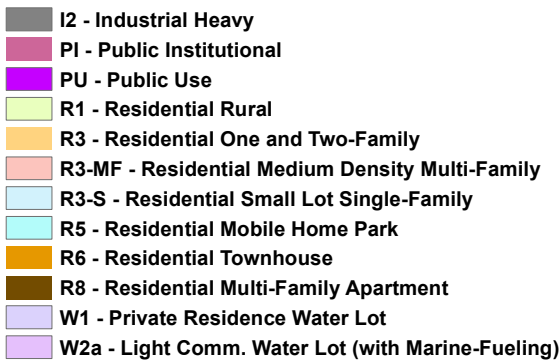 I2 - Industrial Heavy
PI - Public Institutional
PU - Public Use
R1 - Residential Rural
R3 - Residential One and Two-Family
R3-MF - Residential Medium Density Multi-Family
R3-S - Residential Small Lot Single-Family
R5 - Residential Mobile Home Park
R6 - Residential Townhouse
R8 - Residential Multi-Family Apartment
W1 - Private Residence Water Lot
W2a - Light Comm. Water Lot (with Marine-Fueling)